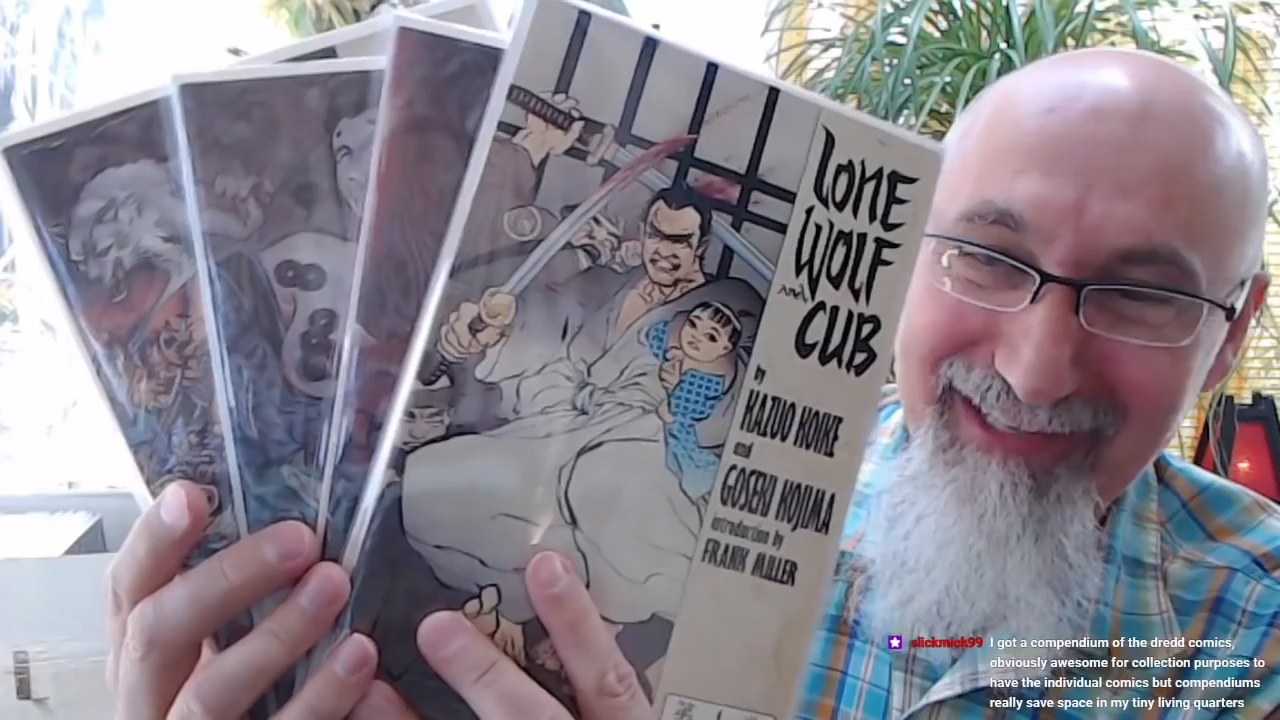 LONE
WOLF
and
CUB
by
KAZUO KOIKE
and
GOSEKI KOJIMA
introduction by
FRANK MILLER
slickmick99 I got a compendium of the dredd comics,
obviously awesome for collection purposes to
have the individual comics but compendiums
really save space in my tiny living quarters